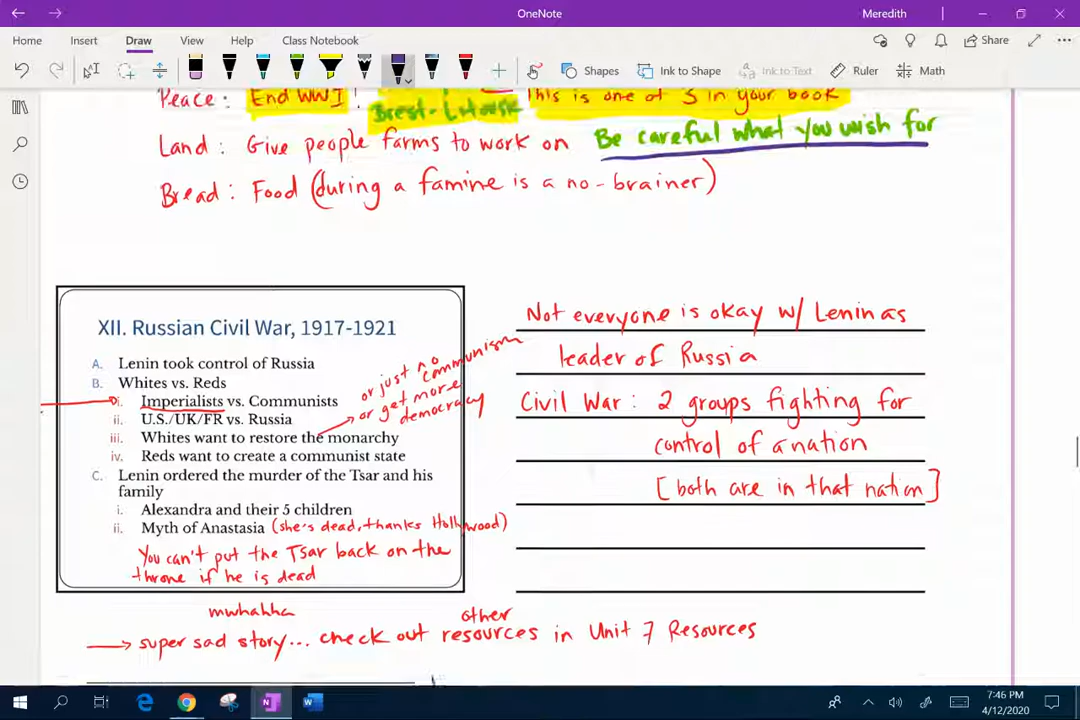 OneNote
Meredith
Home Insert Draw View Help Class Notebook
Share
Shapes Ink to Shape Ink to Text Ruler Math
Peace: End WWI! This is one of 5 in your book
Brest-Litovsk
Land: Give people farms to work on Be careful what you wish for
Bread: Food (during a famine is a no-brainer)
XII. Russian Civil War, 1917-1921
A. Lenin took control of Russia
B. Whites vs. Reds
i. Imperialists vs. Communists
ii. U.S./UK/FR vs. Russia
iii. Whites want to restore the monarchy
iv. Reds want to create a communist state
C. Lenin ordered the murder of the Tsar and his
family
i. Alexandra and their 5 children
ii. Myth of Anastasia (she's dead, thanks Hollywood)
You can't put the Tsar back on the
throne if he is dead
or just no
communism
or get more
democracy
Not everyone is okay w/ Lenin as
leader of Russia
Civil War: 2 groups fighting for
control of a nation
[both are in that nation]
mwhahha
→ super sad story... check out other resources in Unit 7 Resources
7:46 PM
4/12/2020